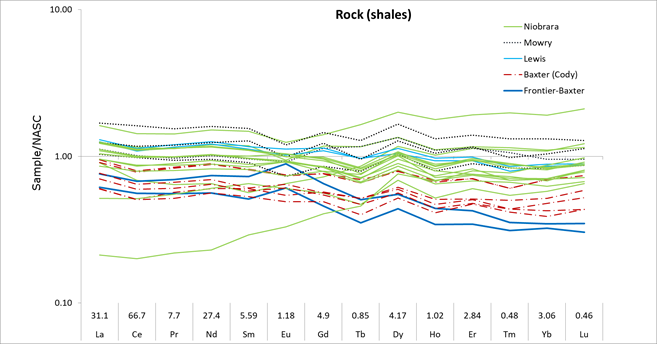 Rock (shales)
10.00
1.00
0.10
Sample/NASC
Niobrara
Mowry
Lewis
Baxter (Cody)
Frontier-Baxter
31.1 66.7 7.7 27.4 5.59 1.18 4.9 0.85 4.17 1.02 2.84 0.48 3.06 0.46
La Ce Pr Nd Sm Eu Gd Tb Dy Ho Er Tm Yb Lu